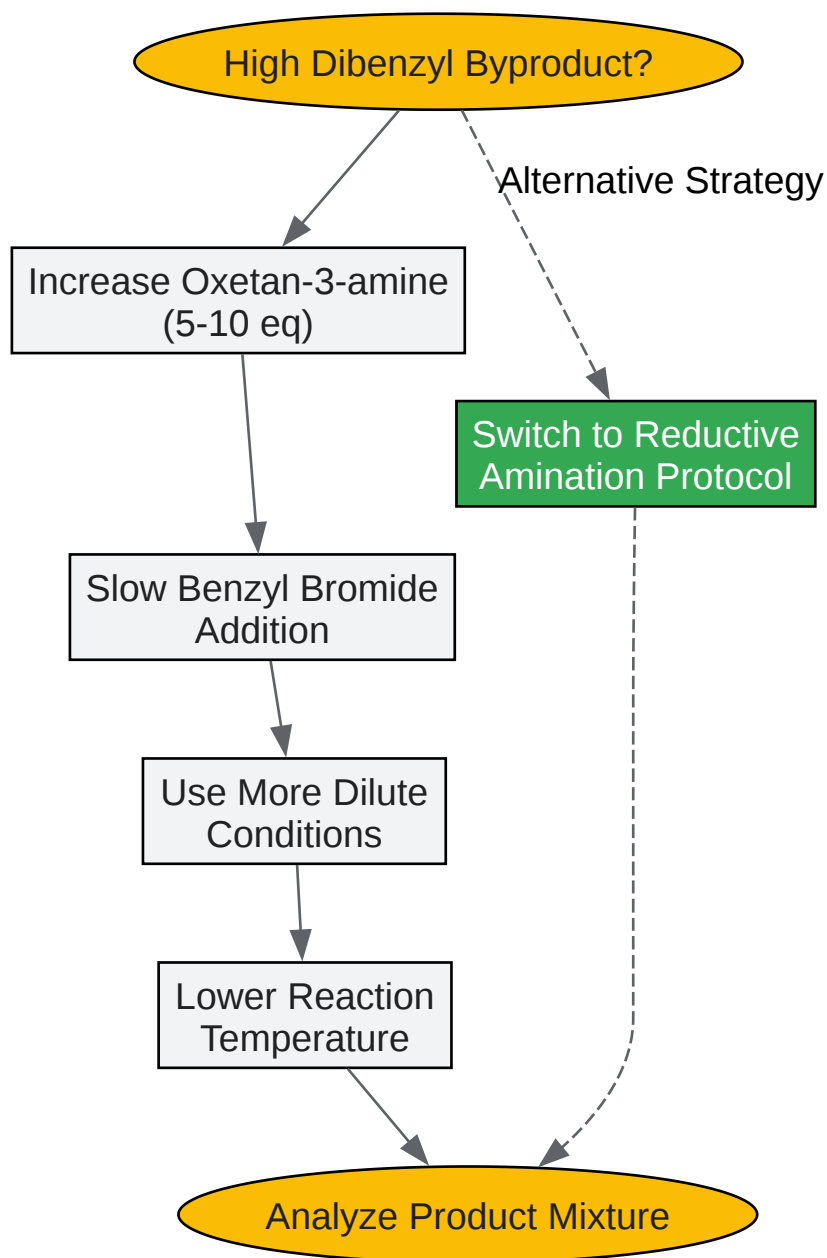 High Dibenzyl Byproduct?
Alternative Strategy
Increase Oxetan-3-amine
(5-10 eq)
Switch to Reductive
Amination Protocol
Slow Benzyl Bromide
Addition
Use More Dilute
Conditions
Lower Reaction
Temperature
Analyze Product Mixture